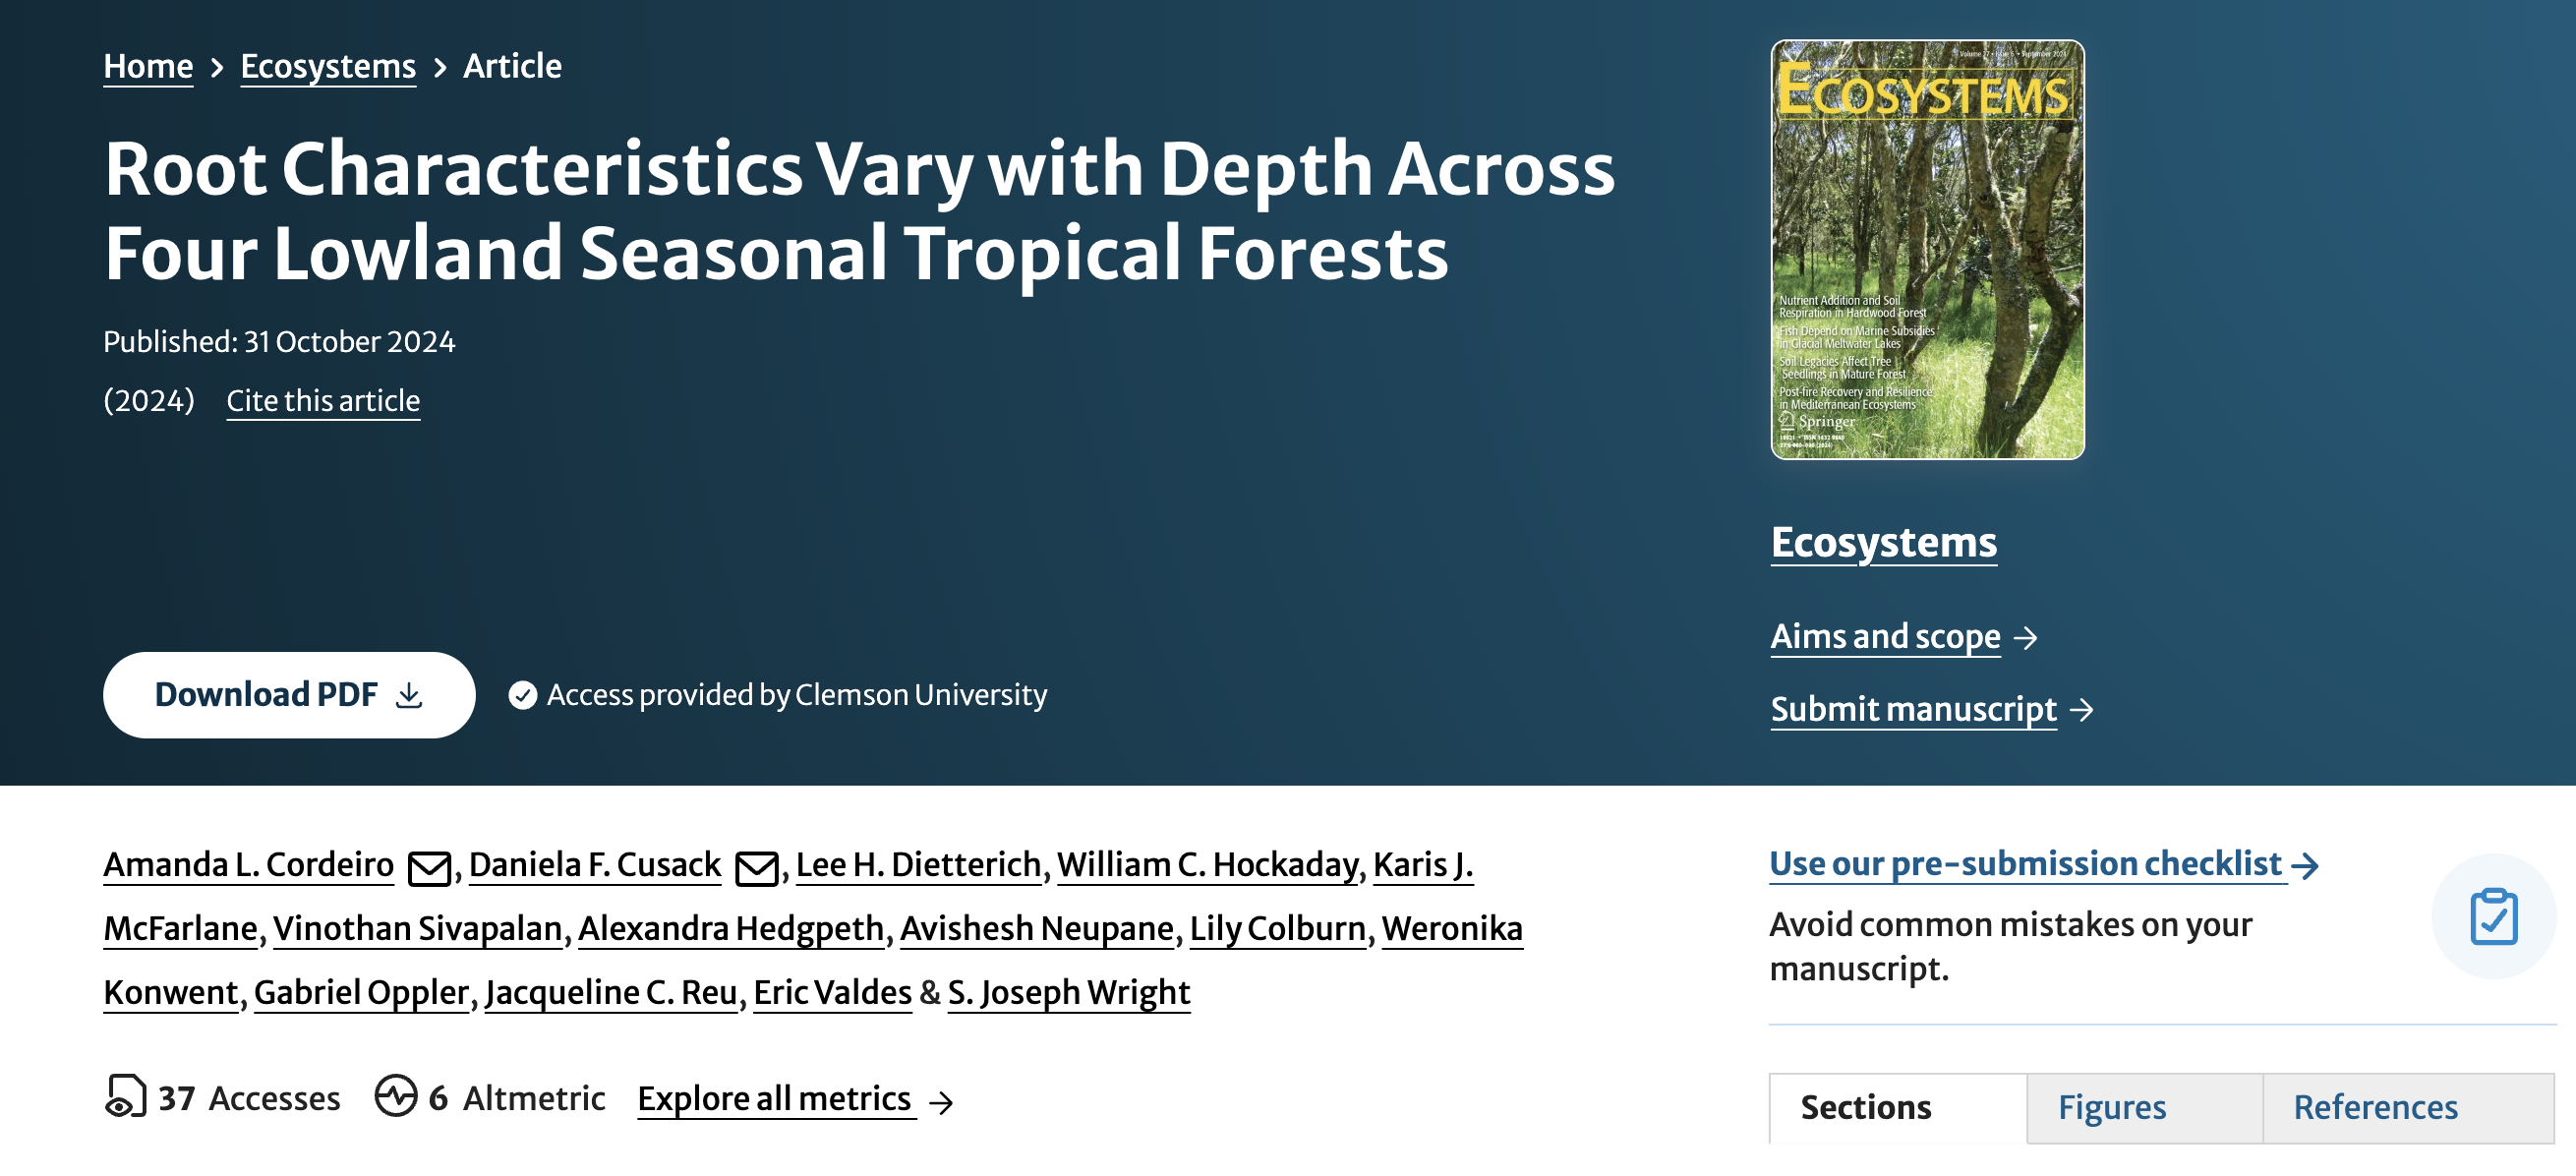 Home > Ecosystems > Article
Root Characteristics Vary with Depth Across
Four Lowland Seasonal Tropical Forests
Published: 31 October 2024
(2024) Cite this article
Download PDF
Access provided by Clemson University
Volume 27 • Issue 6 • September 2024
ECOSYSTEMS
Nutrient Addition and Soil
Respiration in Hardwood Forest
Fish Depend on Marine Subsidies
in Glacial Meltwater Lakes
Soil Legacies Affect Tree
Seedlings in Mature Forest
Post-fire Recovery and Resilience
in Mediterranean Ecosystems
Springer
Ecosystems
Aims and scope →
Submit manuscript →
Amanda L. Cordeiro, Daniela F. Cusack, Lee H. Dietterich, William C. Hockaday, Karis J.
McFarlane, Vinothan Sivapalan, Alexandra Hedgpeth, Avishesh Neupane, Lily Colburn, Weronika
Konwent, Gabriel Oppler, Jacqueline C. Reu, Eric Valdes & S. Joseph Wright
37 Accesses 6 Altmetric Explore all metrics →
Use our pre-submission checklist →
Avoid common mistakes on your
manuscript.
Sections Figures References